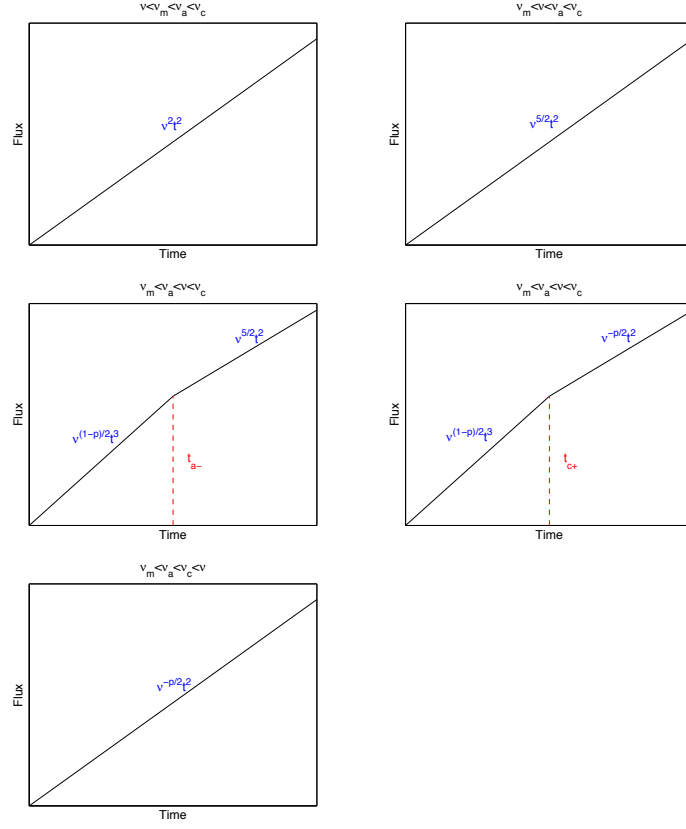 ν<ν_m<ν_a<ν_c
Flux
ν^2t^2
Time
ν_m<ν<ν_a<ν_c
Flux
ν^{5/2}t^2
Time
ν_m<ν_a<ν<ν_c
Flux
ν^{(1-p)/2}t^3
ν^{5/2}t^2
t_{a-}
Time
ν_m<ν_a<ν<ν_c
Flux
ν^{(1-p)/2}t^3
ν^{-p/2}t^2
t_{c+}
Time
ν_m<ν_a<ν_c<ν
Flux
ν^{-p/2}t^2
Time